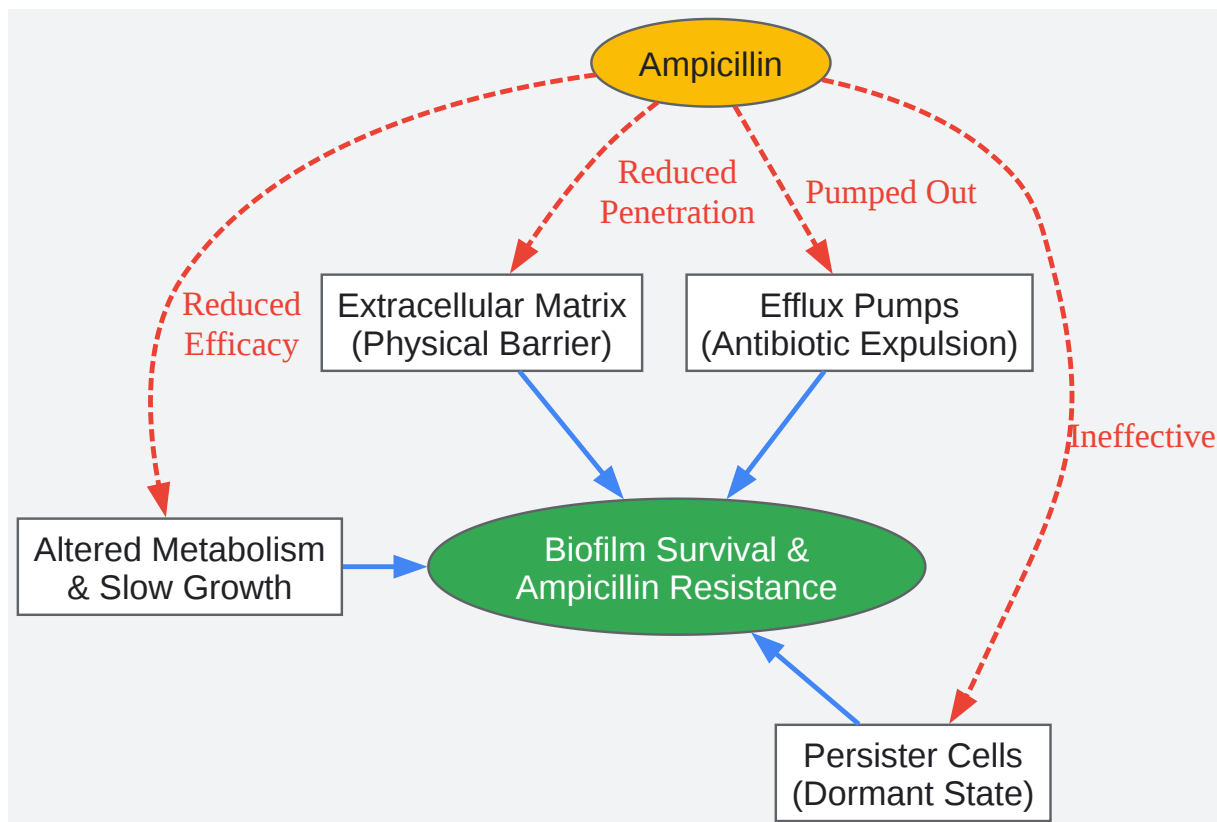 Ampicillin
Reduced
Penetration
Pumped Out
Reduced
Efficacy
Extracellular Matrix
(Physical Barrier)
Efflux Pumps
(Antibiotic Expulsion)
Ineffective
Altered Metabolism
& Slow Growth
Biofilm Survival &
Ampicillin Resistance
Persister Cells
(Dormant State)